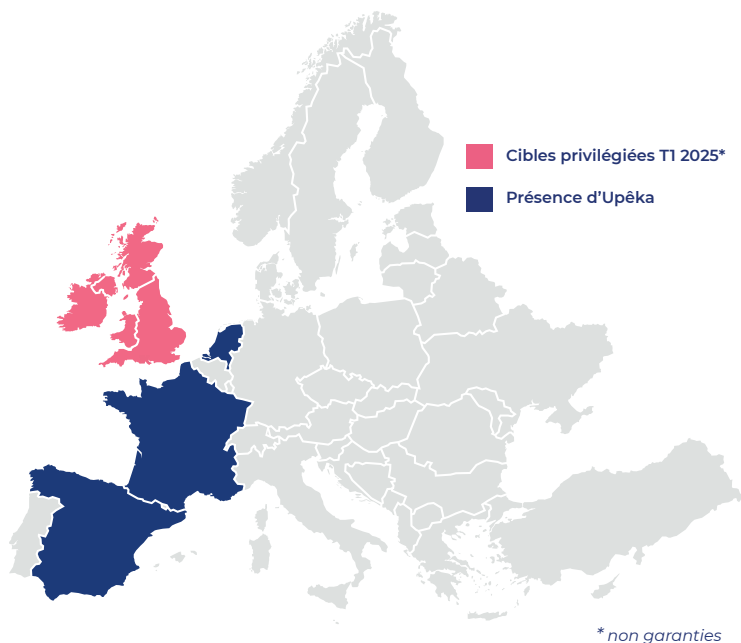 Cibles privilégiées T1 2025*
Présence d’Upêka
* non garanties